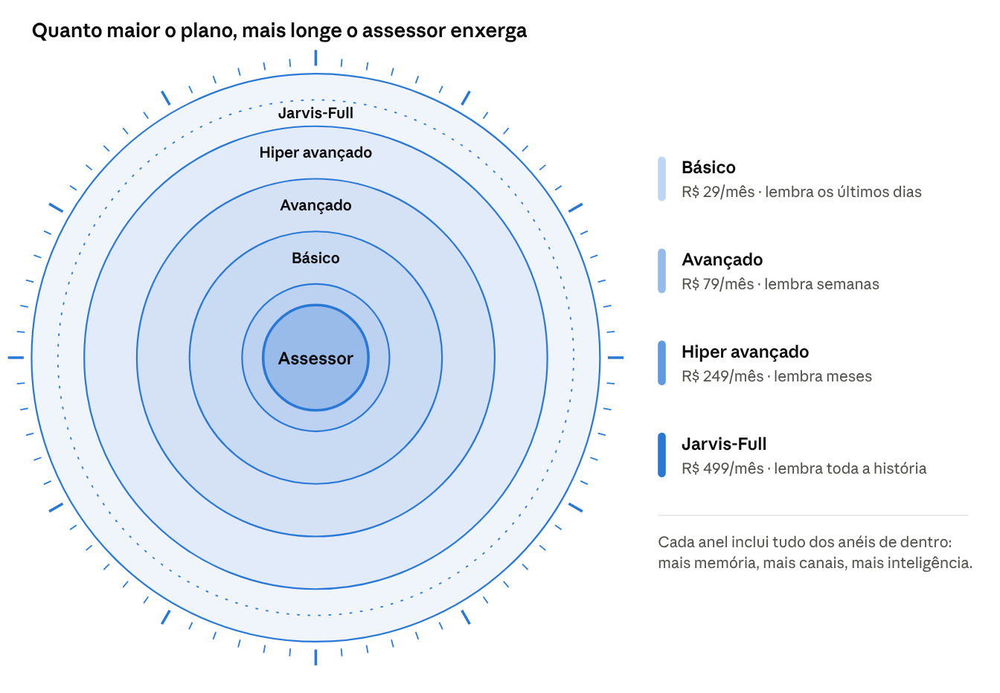 Quanto maior o plano, mais longe o assessor enxerga
Jarvis-Full
Hiper avançado
Avançado
Básico
Assessor
Básico
R$ 29/mês · lembra os últimos dias
Avançado
R$ 79/mês · lembra semanas
Hiper avançado
R$ 249/mês · lembra meses
Jarvis-Full
R$ 499/mês · lembra toda a história
Cada anel inclui tudo dos anéis de dentro:
mais memória, mais canais, mais inteligência.